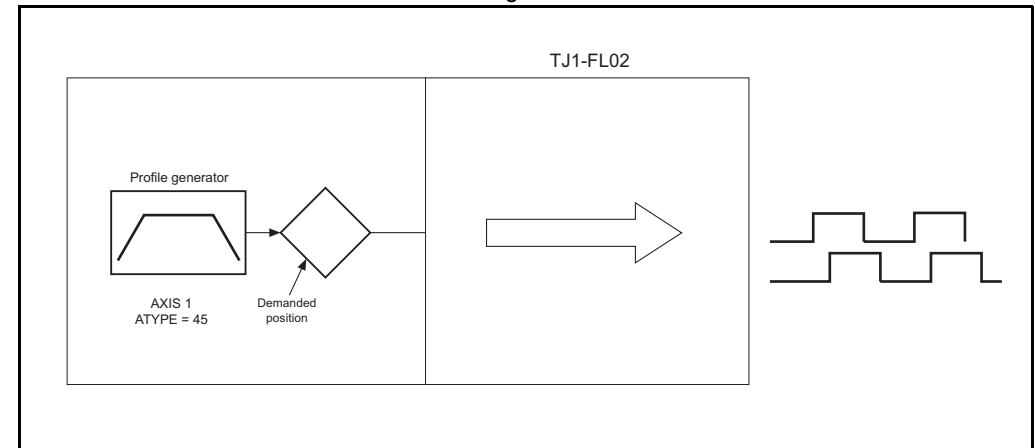 TJ1-FL02
Profile generator
AXIS 1
ATYPE = 45
Demanded
position